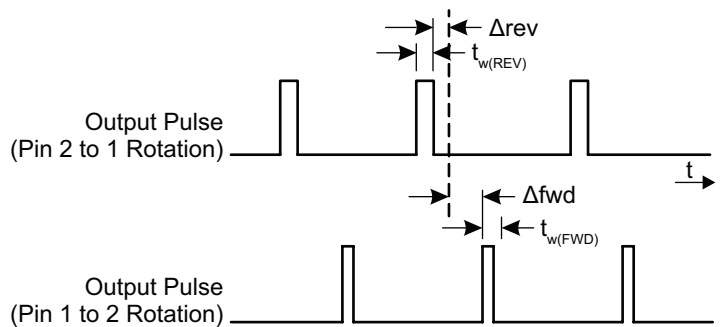 Δrev
t_w(REV)
Output Pulse
(Pin 2 to 1 Rotation)
t
Δfwd
t_w(FWD)
Output Pulse
(Pin 1 to 2 Rotation)